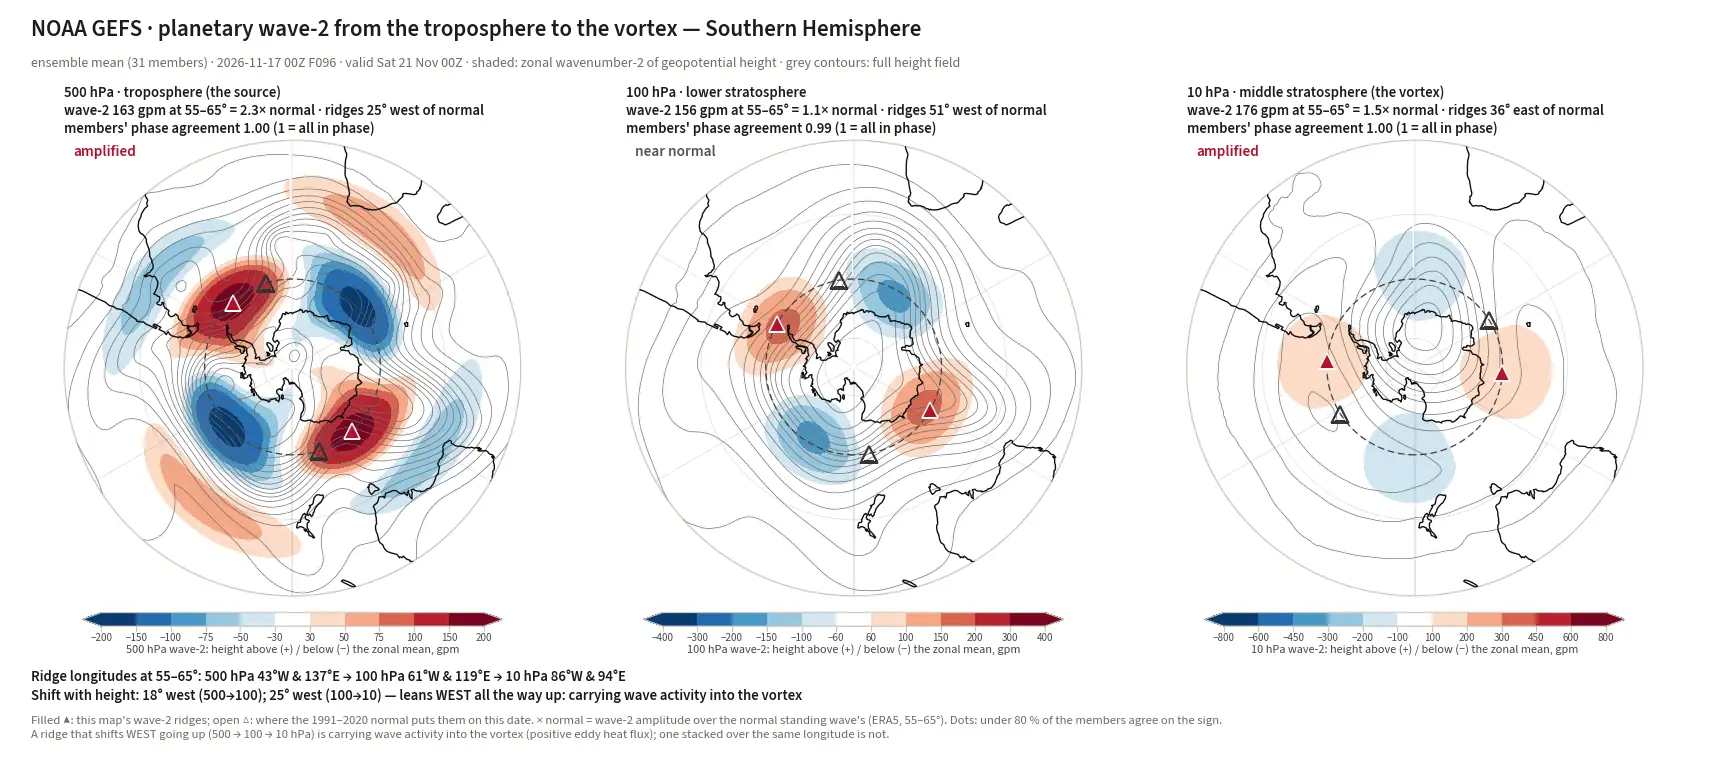 NOAA GEFS · planetary wave-2 from the troposphere to the vortex — Southern Hemisphere
ensemble mean (31 members) · 2026-11-17 00Z F096 · valid Sat 21 Nov 00Z · shaded: zonal wavenumber-2 of geopotential height · grey contours: full height field
500 hPa · troposphere (the source)
wave-2 163 gpm at 55–65° = 2.3× normal · ridges 25° west of normal
members' phase agreement 1.00 (1 = all in phase)
amplified
100 hPa · lower stratosphere
wave-2 156 gpm at 55–65° = 1.1× normal · ridges 51° west of normal
members' phase agreement 0.99 (1 = all in phase)
near normal
10 hPa · middle stratosphere (the vortex)
wave-2 176 gpm at 55–65° = 1.5× normal · ridges 36° east of normal
members' phase agreement 1.00 (1 = all in phase)
amplified
−200 −150 −100 −75 −50 −30 30 50 75 100 150 200
500 hPa wave-2: height above (+) / below (−) the zonal mean, gpm
−400 −300 −200 −150 −100 −60 60 100 150 200 300 400
100 hPa wave-2: height above (+) / below (−) the zonal mean, gpm
−800 −600 −450 −300 −200 −100 100 200 300 450 600 800
10 hPa wave-2: height above (+) / below (−) the zonal mean, gpm
Ridge longitudes at 55–65°: 500 hPa 43°W & 137°E → 100 hPa 61°W & 119°E → 10 hPa 86°W & 94°E
Shift with height: 18° west (500→100); 25° west (100→10) — leans WEST all the way up: carrying wave activity into the vortex
Filled ▲: this map's wave-2 ridges; open △: where the 1991–2020 normal puts them on this date. × normal = wave-2 amplitude over the normal standing wave's (ERA5, 55–65°). Dots: under 80 % of the members agree on the sign.
A ridge that shifts WEST going up (500 → 100 → 10 hPa) is carrying wave activity into the vortex (positive eddy heat flux); one stacked over the same longitude is not.